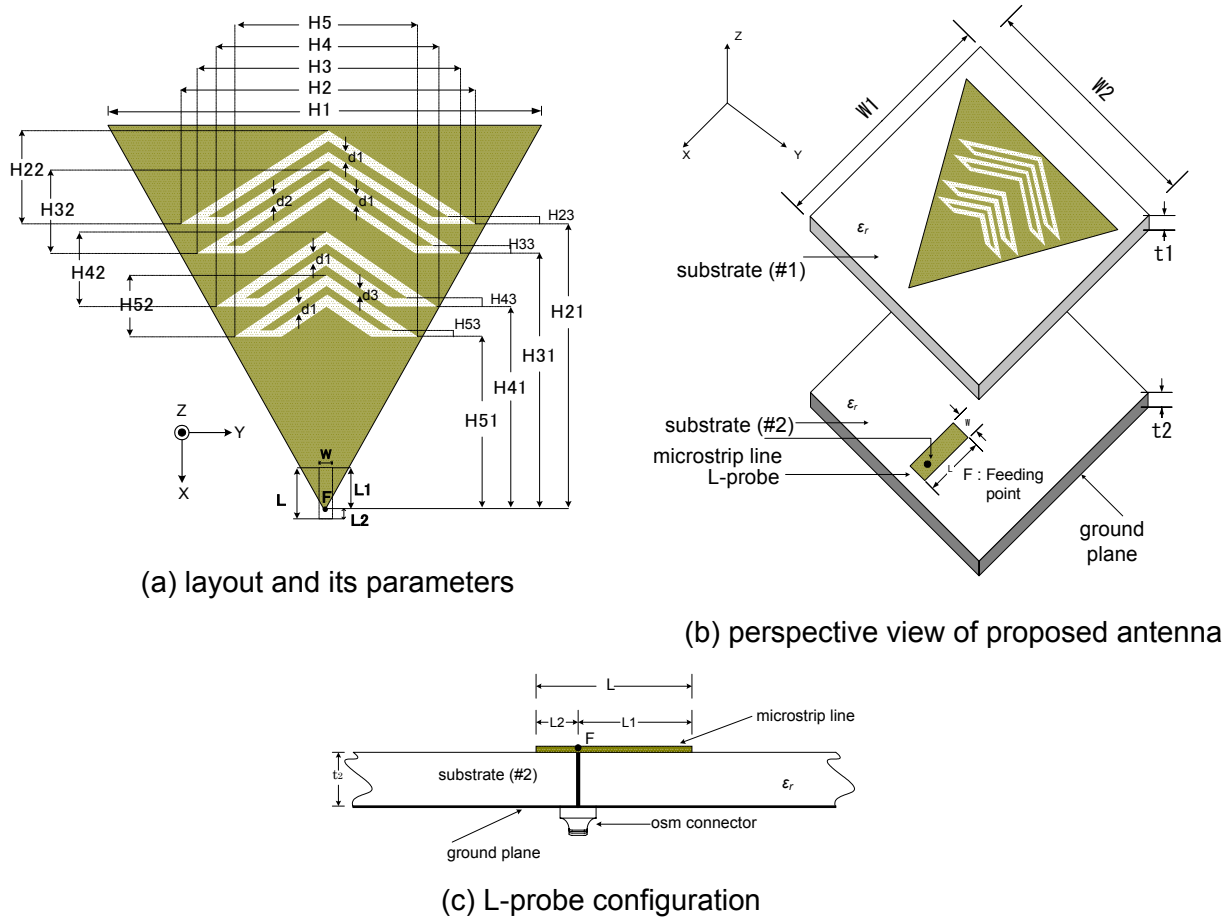 H5
H4
H3
H2
H1
H22
H32
H42
H52
d1
d2
d1
d1
d3
d1
H23
H33
H43
H53
H21
H31
H41
H51
Z
Y
X
W
L
F
L1
L2
(a) layout and its parameters
Z
X
Y
W1
W2
εr
substrate (#1)
t1
εr
substrate (#2)
microstrip line
L-probe
W
L
F : Feeding
point
t2
ground
plane
(b) perspective view of proposed antenna
L
L2
L1
microstrip line
F
t2
substrate (#2)
εr
osm connector
ground plane
(c) L-probe configuration